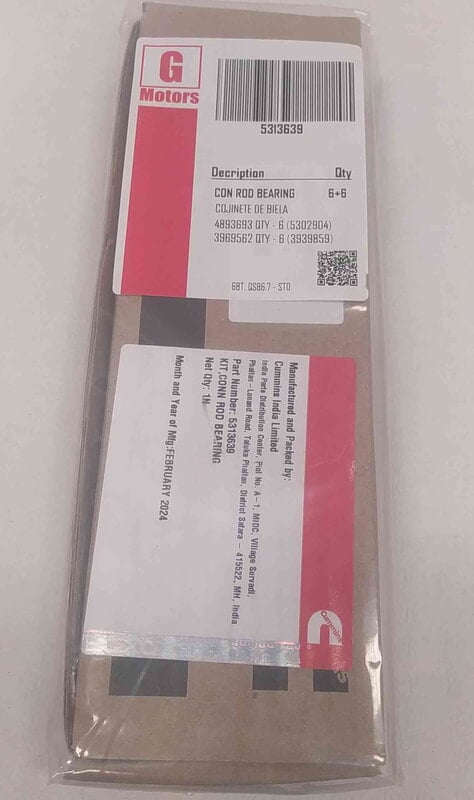 G
Motors
5313639
Decription Qty
CON ROD BEARING 6+6
COJINETE DE BIELA
4893693 QTY - 6 (5302904)
3969562 QTY - 6 (3939859)
6BT, QSB6.7 - STD
Manufactured and Packed by:
Cummins India Limited
India Parts Distribution Center, Plot No. A - 1, MIDC, Village Survadi,
Phaltan - Lonand Road, Taluka Phaltan, District Satara - 415522, MH, India
Part Number: 5313639
KIT,CONN ROD BEARING
Net Qty: 1N
Month and Year of Mfg:FEBRUARY 2024
Cummins